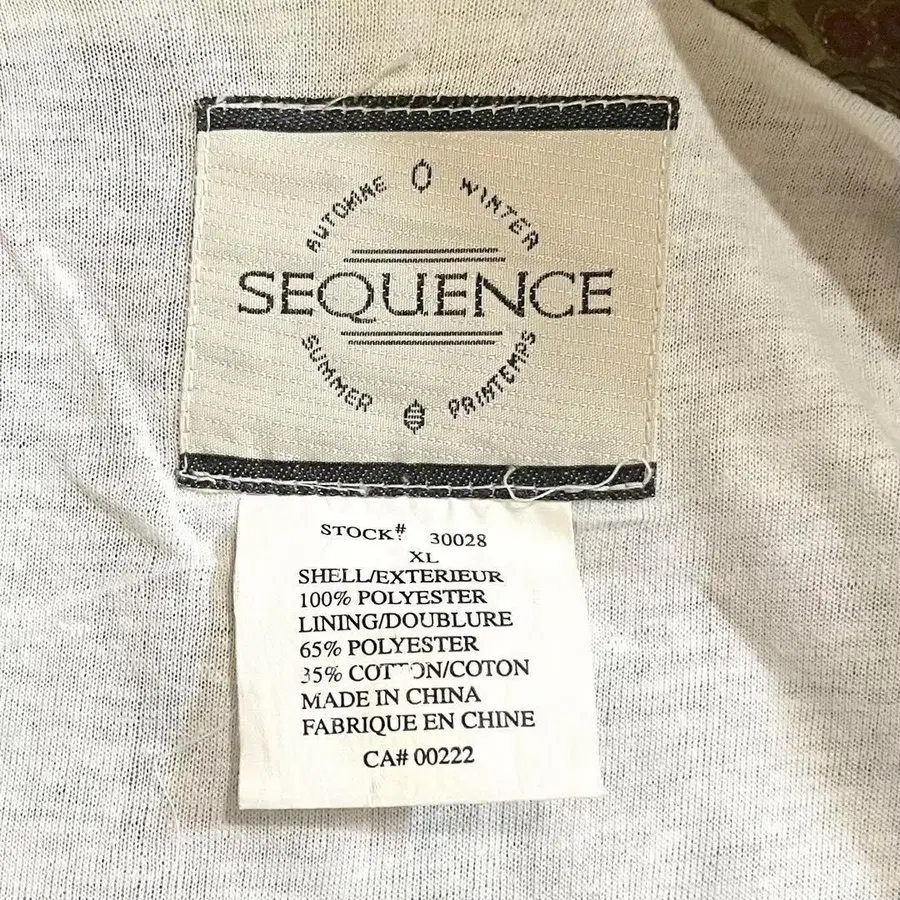 AUTOMNE WINTER
SEQUENCE
SUMMER PRINTEMPS
STOCK# 30028
XL
SHELL/EXTERIEUR
100% POLYESTER
LINING/DOUBLURE
65% POLYESTER
35% COTTON/COTON
MADE IN CHINA
FABRIQUE EN CHINE
CA# 00222